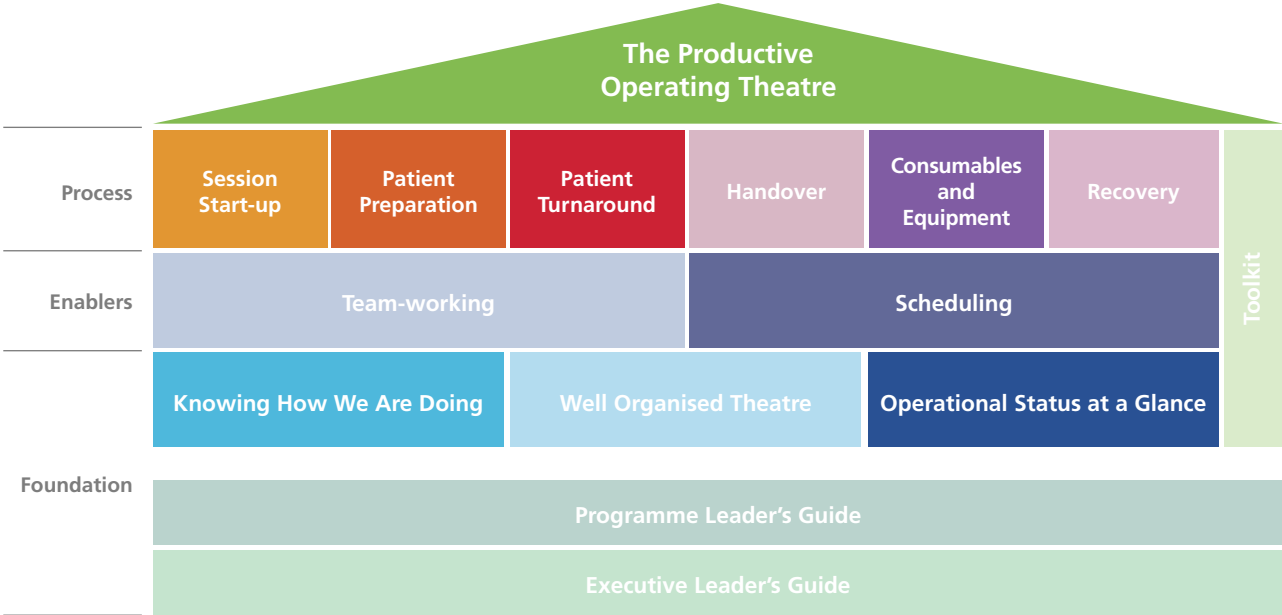 The Productive
Operating Theatre
Process
Session
Start-up
Patient
Preparation
Patient
Turnaround
Handover
Consumables
and
Equipment
Recovery
Toolkit
Enablers
Team-working
Scheduling
Foundation
Knowing How We Are Doing
Well Organised Theatre
Operational Status at a Glance
Programme Leader’s Guide
Executive Leader’s Guide